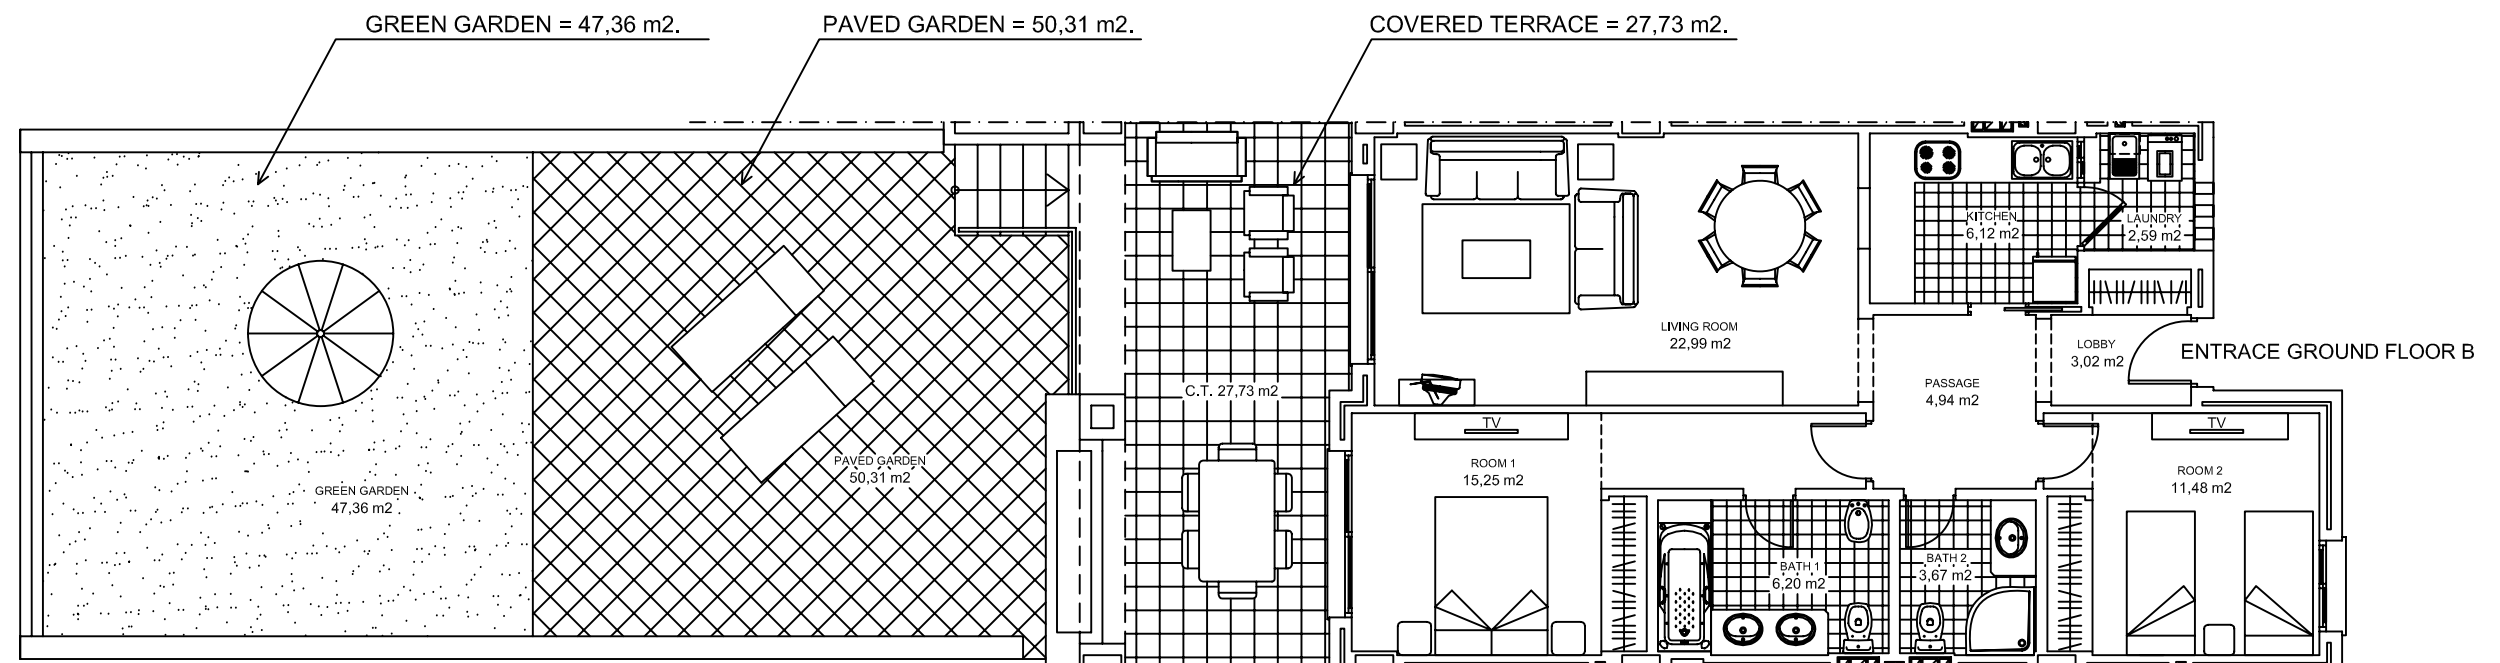 GREEN GARDEN = 47,36 m2.
PAVED GARDEN = 50,31 m2.
COVERED TERRACE = 27,73 m2.
KITCHEN
6,12 m2
LAUNDRY
2,59 m2
LIVING ROOM
22,99 m2
LOBBY
3,02 m2
ENTRACE GROUND FLOOR B
PASSAGE
4,94 m2
C.T. 27,73 m2
TV
TV
PAVED GARDEN
50,31 m2
GREEN GARDEN
47,36 m2
ROOM 1
15,25 m2
ROOM 2
11,48 m2
BATH 1
6,20 m2
BATH 2
3,67 m2